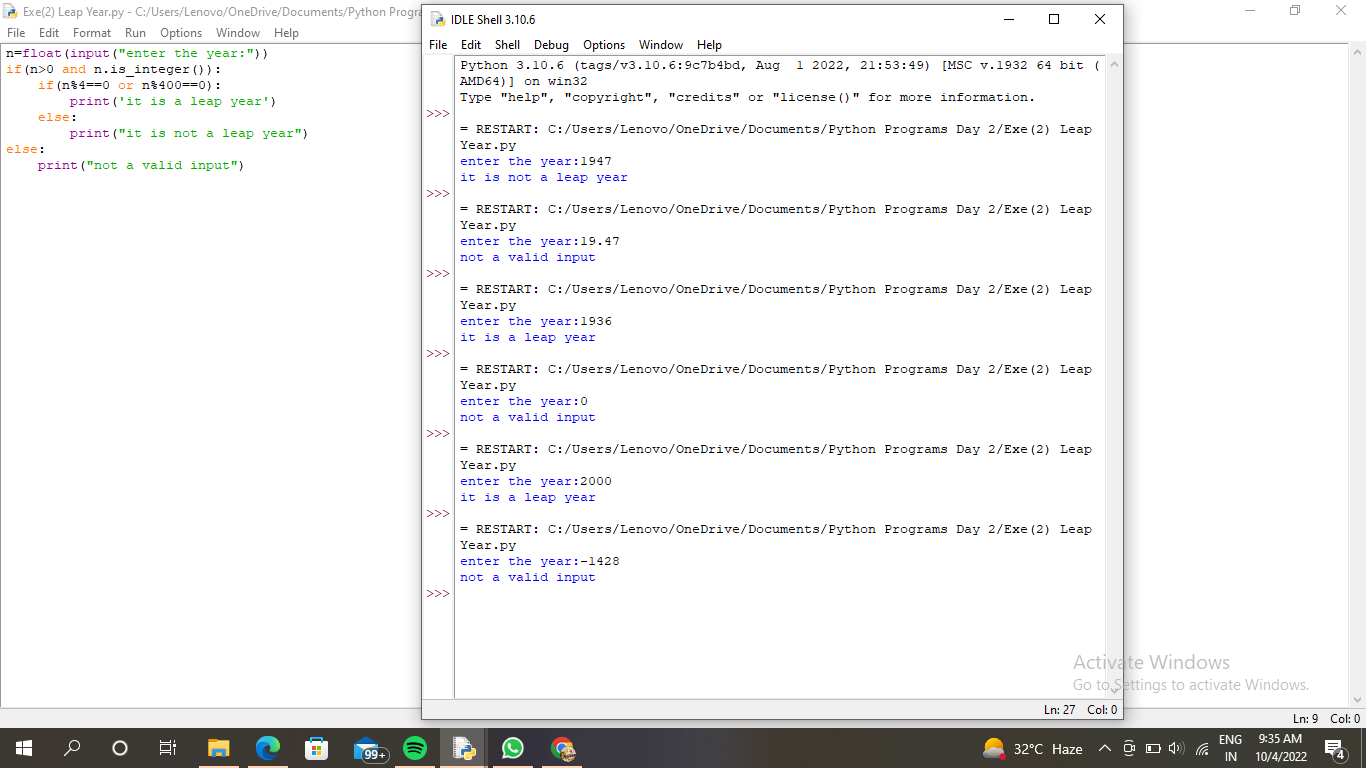 Exe(2) Leap Year.py - C:/Users/Lenovo/OneDrive/Documents/Python Progra
File Edit Format Run Options Window Help
n=float(input("enter the year:"))
if(n>0 and n.is_integer()):
    if(n%4==0 or n%400==0):
        print('it is a leap year')
    else:
        print("it is not a leap year")
else:
    print("not a valid input")
IDLE Shell 3.10.6
File Edit Shell Debug Options Window Help
Python 3.10.6 (tags/v3.10.6:9c7b4bd, Aug  1 2022, 21:53:49) [MSC v.1932 64 bit (
AMD64)] on win32
Type "help", "copyright", "credits" or "license()" for more information.
>>>
= RESTART: C:/Users/Lenovo/OneDrive/Documents/Python Programs Day 2/Exe(2) Leap
Year.py
enter the year:1947
it is not a leap year
>>>
= RESTART: C:/Users/Lenovo/OneDrive/Documents/Python Programs Day 2/Exe(2) Leap
Year.py
enter the year:19.47
not a valid input
>>>
= RESTART: C:/Users/Lenovo/OneDrive/Documents/Python Programs Day 2/Exe(2) Leap
Year.py
enter the year:1936
it is a leap year
>>>
= RESTART: C:/Users/Lenovo/OneDrive/Documents/Python Programs Day 2/Exe(2) Leap
Year.py
enter the year:0
not a valid input
>>>
= RESTART: C:/Users/Lenovo/OneDrive/Documents/Python Programs Day 2/Exe(2) Leap
Year.py
enter the year:2000
it is a leap year
>>>
= RESTART: C:/Users/Lenovo/OneDrive/Documents/Python Programs Day 2/Exe(2) Leap
Year.py
enter the year:-1428
not a valid input
>>>
Ln: 27 Col: 0
Activate Windows
Go to Settings to activate Windows.
Ln: 9 Col: 0
99+
32°C Haze
ENG
IN
9:35 AM
10/4/2022
4